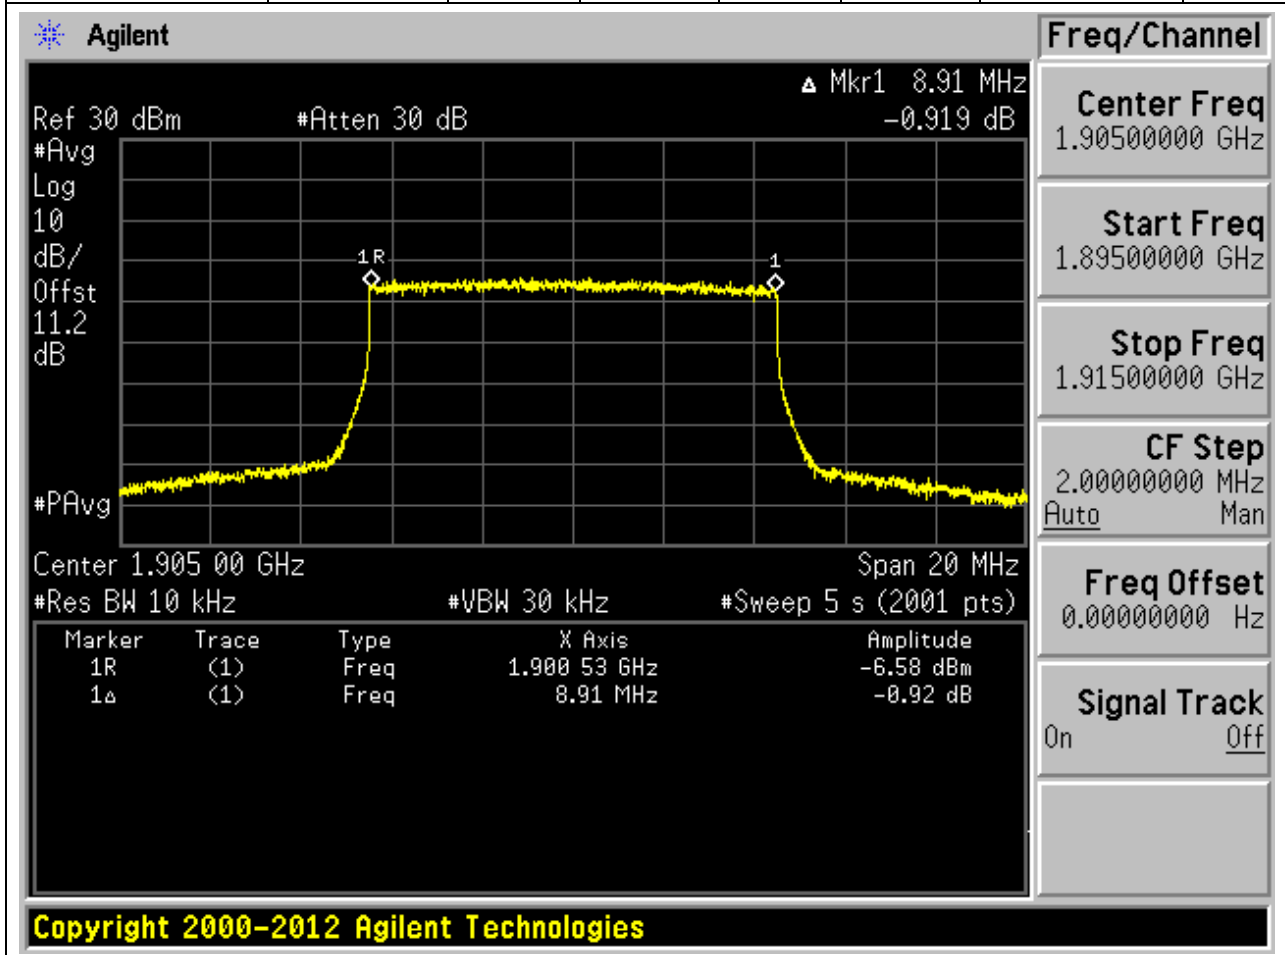 Agilent
Freq/Channel
▵ Mkr1 8.91 MHz
Ref 30 dBm #Atten 30 dB -0.919 dB
#Avg
Log
10
dB/
Offst
11.2
dB
1R
1
#PAvg
Center 1.905 00 GHz Span 20 MHz
#Res BW 10 kHz #VBW 30 kHz #Sweep 5 s (2001 pts)
Marker Trace Type X Axis Amplitude
1R (1) Freq 1.900 53 GHz -6.58 dBm
1▵ (1) Freq 8.91 MHz -0.92 dB
Center Freq
1.90500000 GHz
Start Freq
1.89500000 GHz
Stop Freq
1.91500000 GHz
CF Step
2.00000000 MHz
Auto Man
Freq Offset
0.00000000 Hz
Signal Track
On Off
Copyright 2000-2012 Agilent Technologies